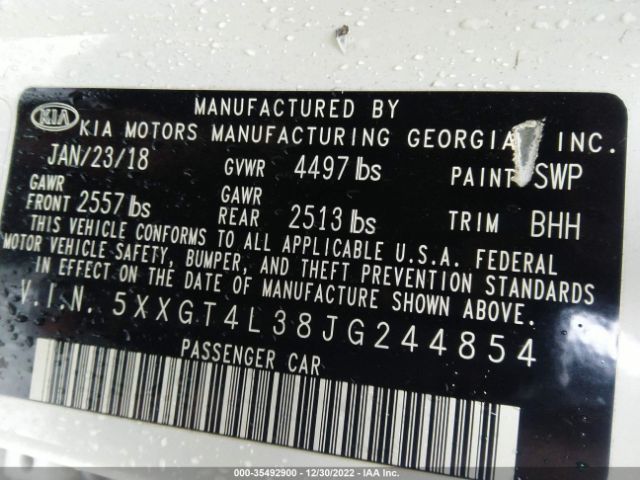 MANUFACTURED BY
KIA KIA MOTORS MANUFACTURING GEORGIA INC.
JAN/23/18 GVWR 4497 lbs PAINT SWP
GAWR FRONT 2557 lbs GAWR REAR 2513 lbs TRIM BHH
THIS VEHICLE CONFORMS TO ALL APPLICABLE U.S.A. FEDERAL
MOTOR VEHICLE SAFETY, BUMPER, AND THEFT PREVENTION STANDARDS
IN EFFECT ON THE DATE OF MANUFACTURE SHOWN ABOVE.
V.I.N. 5XXGT4L38JG244854
PASSENGER CAR
000-35492900 - 12/30/2022 - IAA Inc.